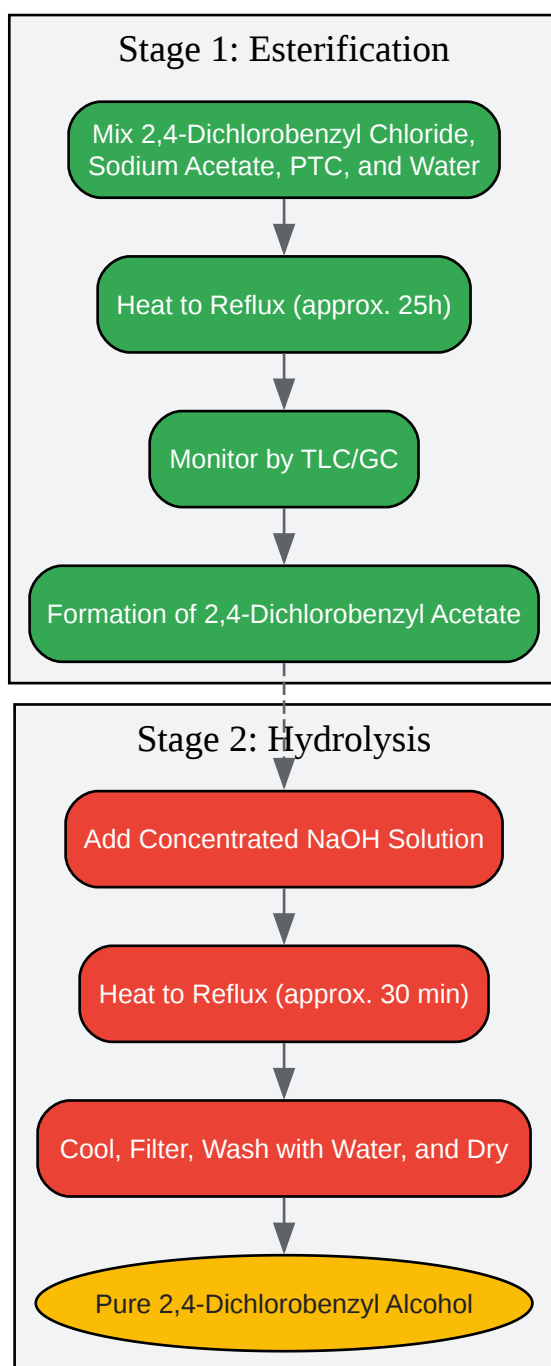 Stage 1: Esterification
Mix 2,4-Dichlorobenzyl Chloride,
Sodium Acetate, PTC, and Water
Heat to Reflux (approx. 25h)
Monitor by TLC/GC
Formation of 2,4-Dichlorobenzyl Acetate
Stage 2: Hydrolysis
Add Concentrated NaOH Solution
Heat to Reflux (approx. 30 min)
Cool, Filter, Wash with Water, and Dry
Pure 2,4-Dichlorobenzyl Alcohol